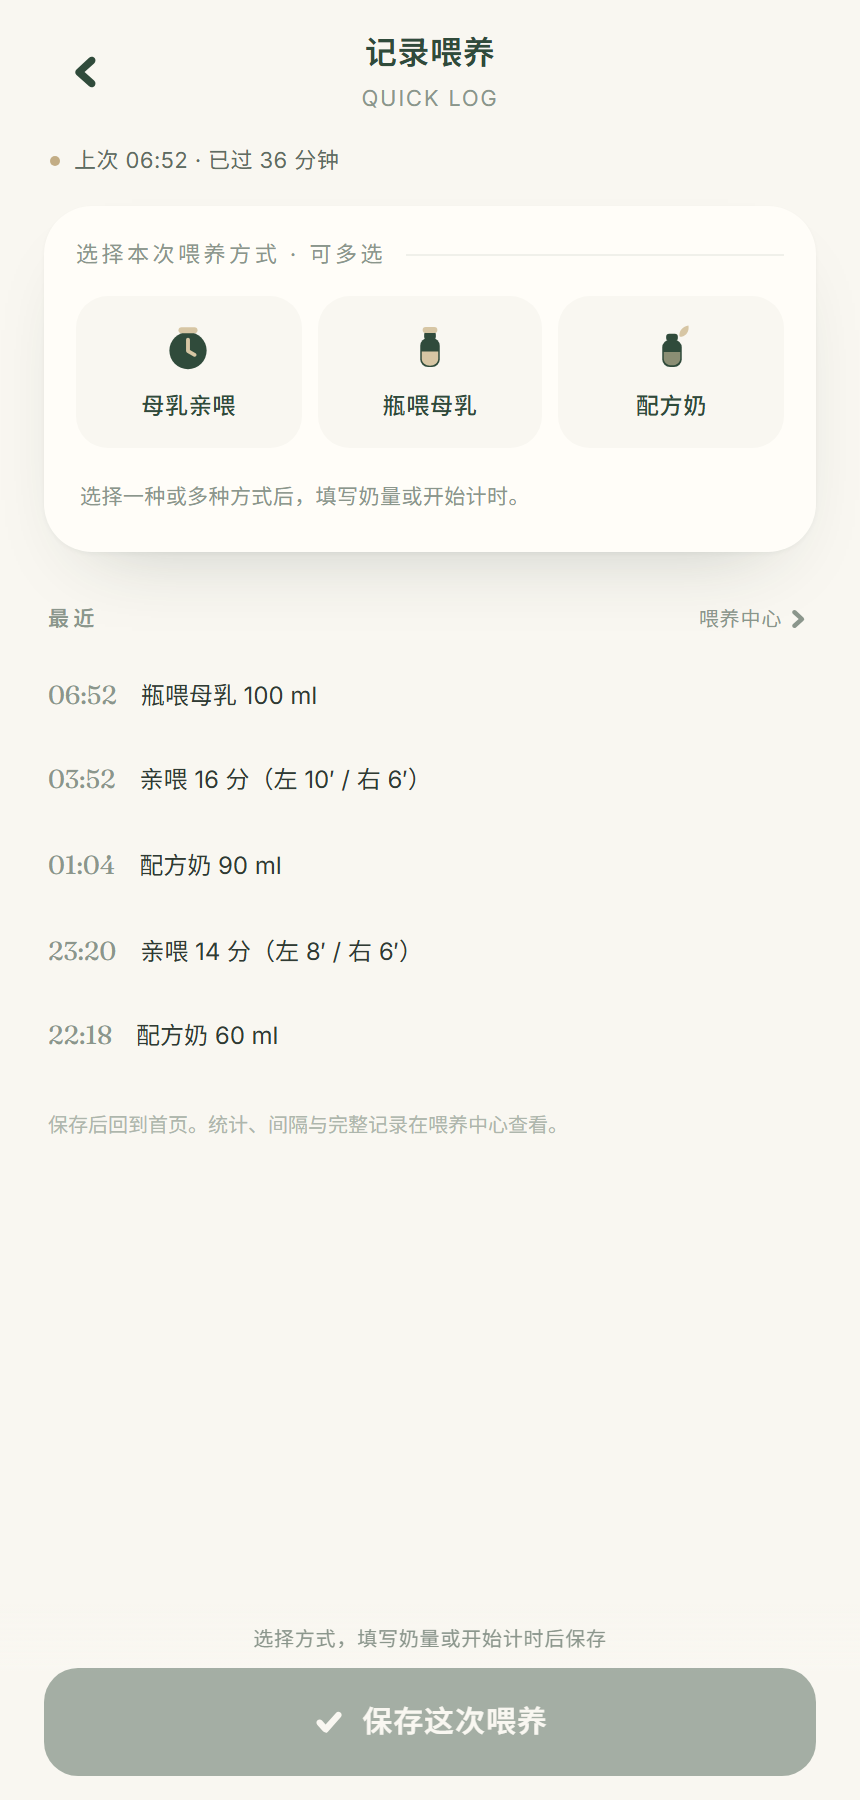 记录喂养
QUICK LOG
上次 06:52 · 已过 36 分钟
选择本次喂养方式 · 可多选
母乳亲喂
瓶喂母乳
配方奶
选择一种或多种方式后，填写奶量或开始计时。
最近
喂养中心
06:52 瓶喂母乳 100 ml
03:52 亲喂 16 分（左 10′ / 右 6′）
01:04 配方奶 90 ml
23:20 亲喂 14 分（左 8′ / 右 6′）
22:18 配方奶 60 ml
保存后回到首页。统计、间隔与完整记录在喂养中心查看。
选择方式，填写奶量或开始计时后保存
保存这次喂养